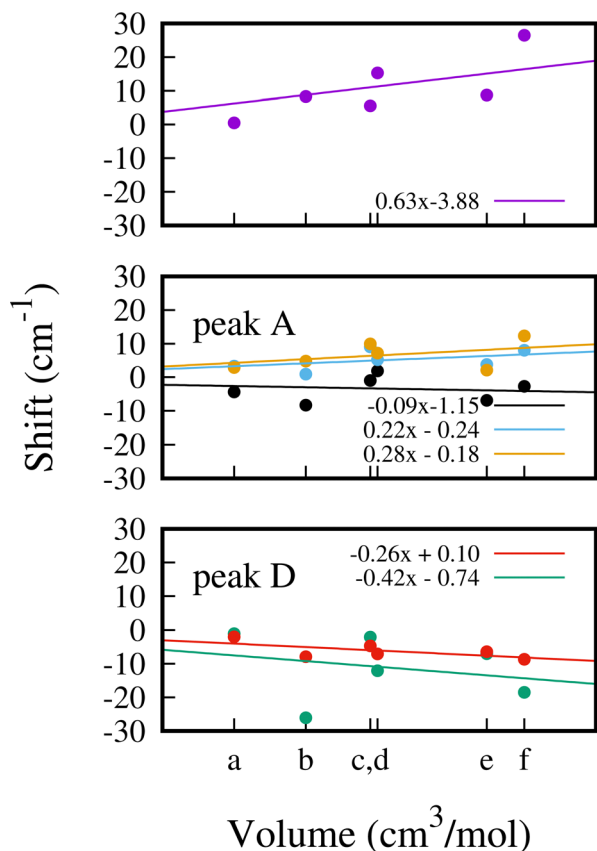 30
20
10
0
-10
-20
-30
0.63x-3.88
30
20
10
0
-10
-20
-30
peak A
-0.09x-1.15
0.22x - 0.24
0.28x - 0.18
Shift (cm-1)
30
20
10
0
-10
-20
-30
peak D
-0.26x + 0.10
-0.42x - 0.74
a b c,d e f
Volume (cm3/mol)